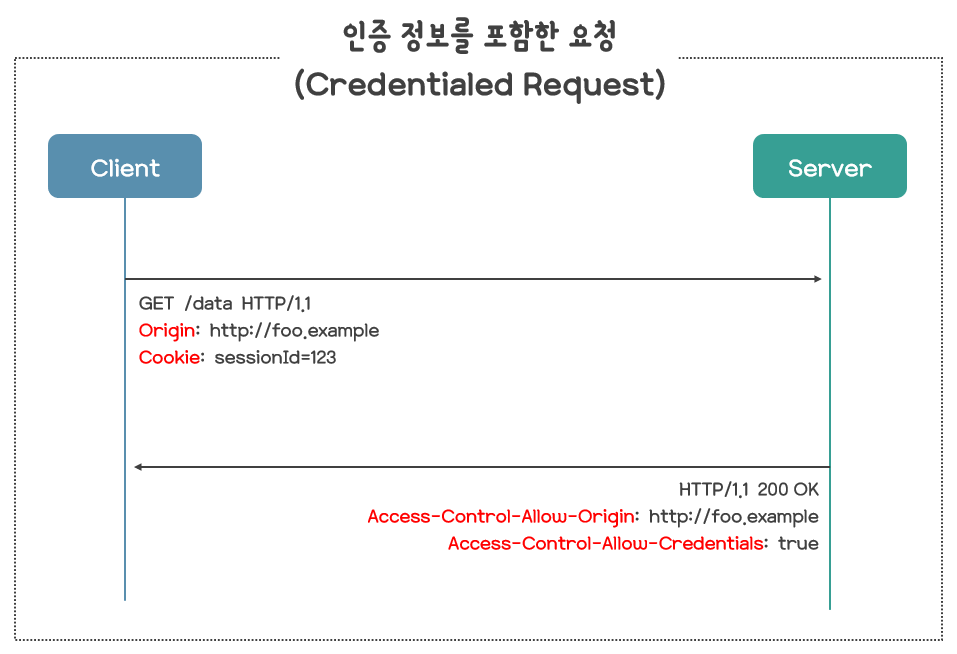 인증 정보를 포함한 요청
(Credentialed Request)
Client
Server
GET /data HTTP/1.1
Origin: http://foo.example
Cookie: sessionId=123
HTTP/1.1 200 OK
Access-Control-Allow-Origin: http://foo.example
Access-Control-Allow-Credentials: true